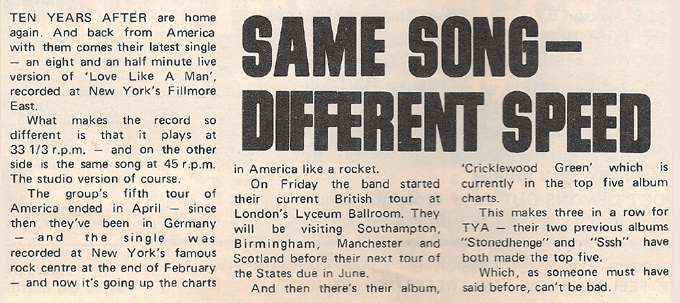 SAME SONG—
DIFFERENT SPEED
TEN YEARS AFTER are home
again. And back from America
with them comes their latest single
— an eight and an half minute live
version of 'Love Like A Man',
recorded at New York's Fillmore
East.
What makes the record so
different is that it plays at
33 1/3 r.p.m. — and on the other
side is the same song at 45 r.p.m.
The studio version of course.
The group's fifth tour of
America ended in April — since
then they've been in Germany
— and the single was
recorded at New York's famous
rock centre at the end of February
— and now it's going up the charts
in America like a rocket.
On Friday the band started
their current British tour at
London's Lyceum Ballroom. They
will be visiting Southampton,
Birmingham, Manchester and
Scotland before their next tour of
the States due in June.
And then there's their album,
'Cricklewood Green' which is
currently in the top five album
charts.
This makes three in a row for
TYA — their two previous albums
"Stonedhenge" and "Sssh" have
both made the top five.
Which, as someone must have
said before, can't be bad.